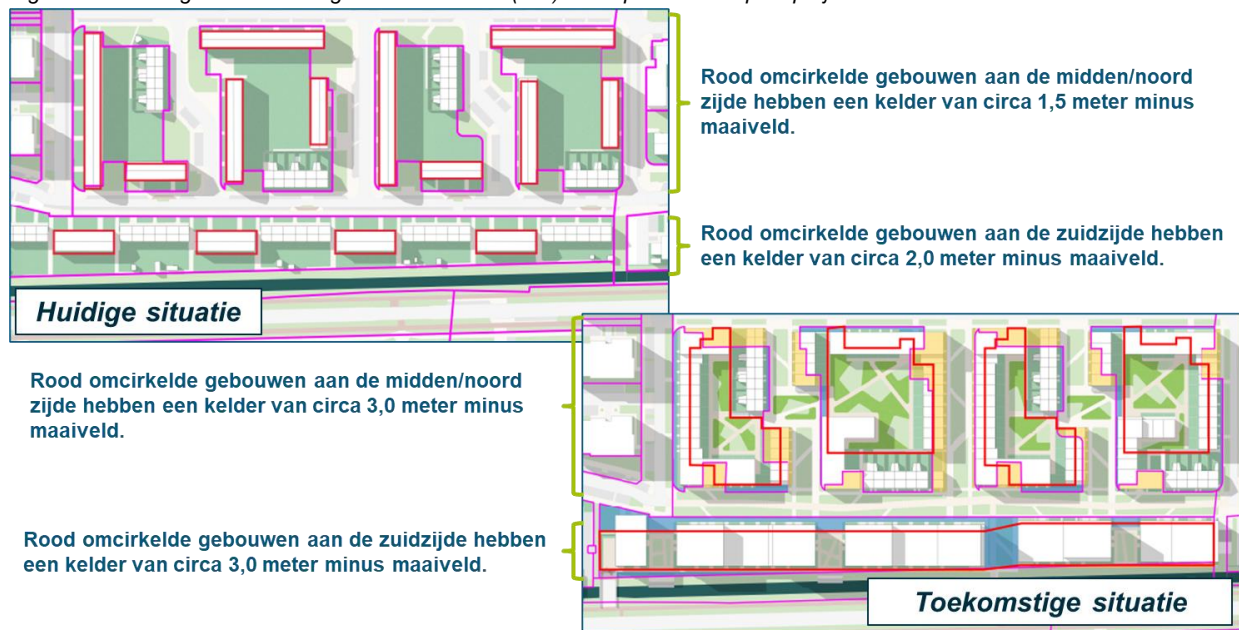 Rood omcirkelde gebouwen aan de midden/noord
zijde hebben een kelder van circa 1,5 meter minus
maaiveld.
Rood omcirkelde gebouwen aan de zuidzijde hebben
een kelder van circa 2,0 meter minus maaiveld.
Huidige situatie
Rood omcirkelde gebouwen aan de midden/noord
zijde hebben een kelder van circa 3,0 meter minus
maaiveld.
Rood omcirkelde gebouwen aan de zuidzijde hebben
een kelder van circa 3,0 meter minus maaiveld.
Toekomstige situatie